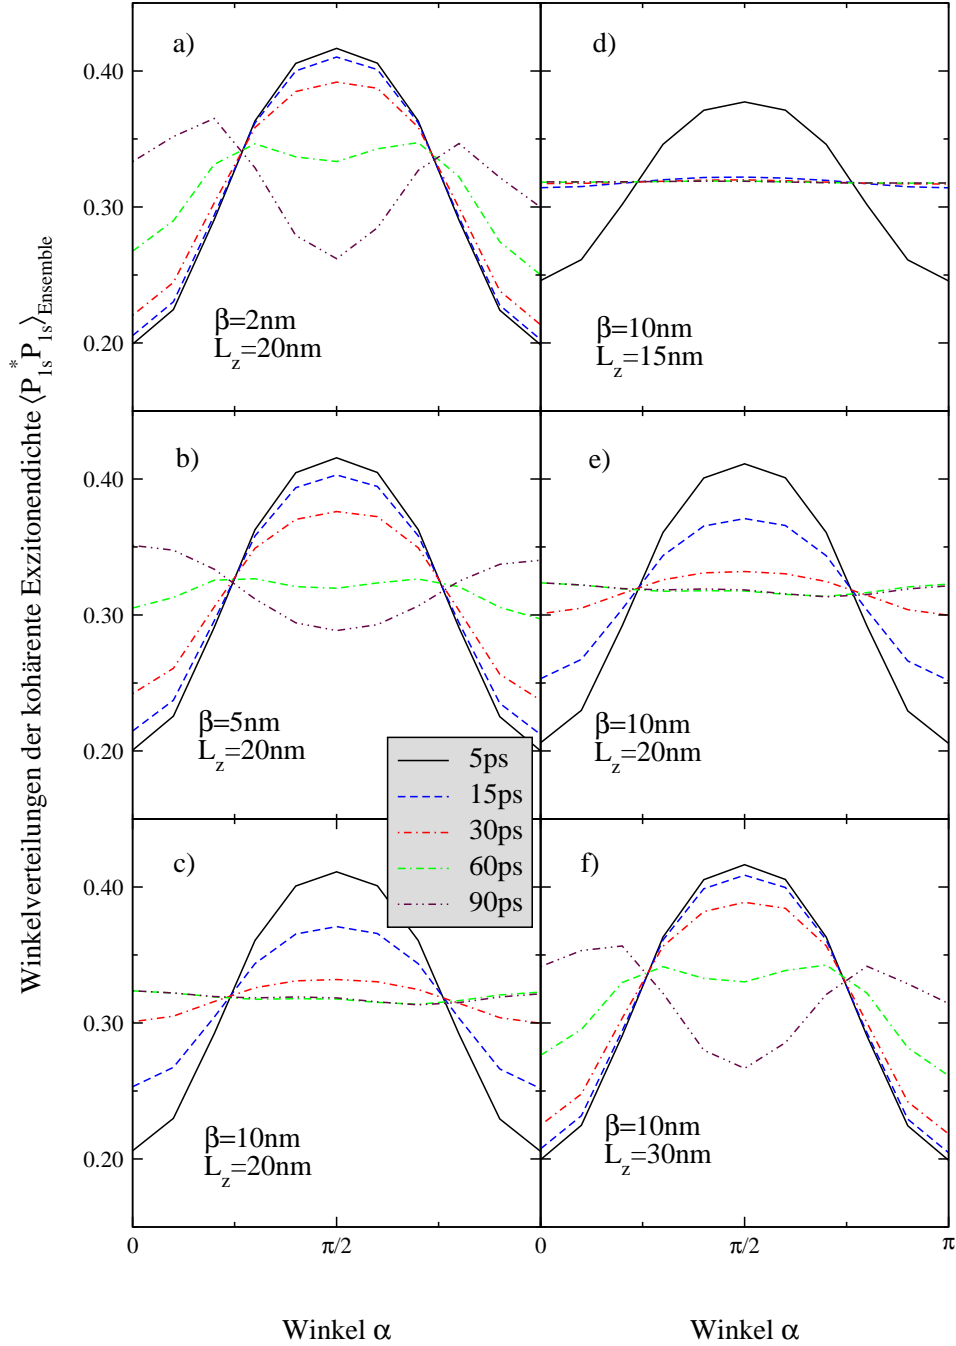 Winkelverteilungen der kohärente Exzitonendichte ⟨P*1sP1s⟩Ensemble
a)
0.40
0.30
0.20
β=2nm
Lz=20nm
d)
β=10nm
Lz=15nm
b)
0.40
0.30
0.20
β=5nm
Lz=20nm
e)
β=10nm
Lz=20nm
5ps
15ps
30ps
60ps
90ps
c)
0.40
0.30
0.20
β=10nm
Lz=20nm
f)
β=10nm
Lz=30nm
0 π/2 0 π/2 π
Winkel α Winkel α